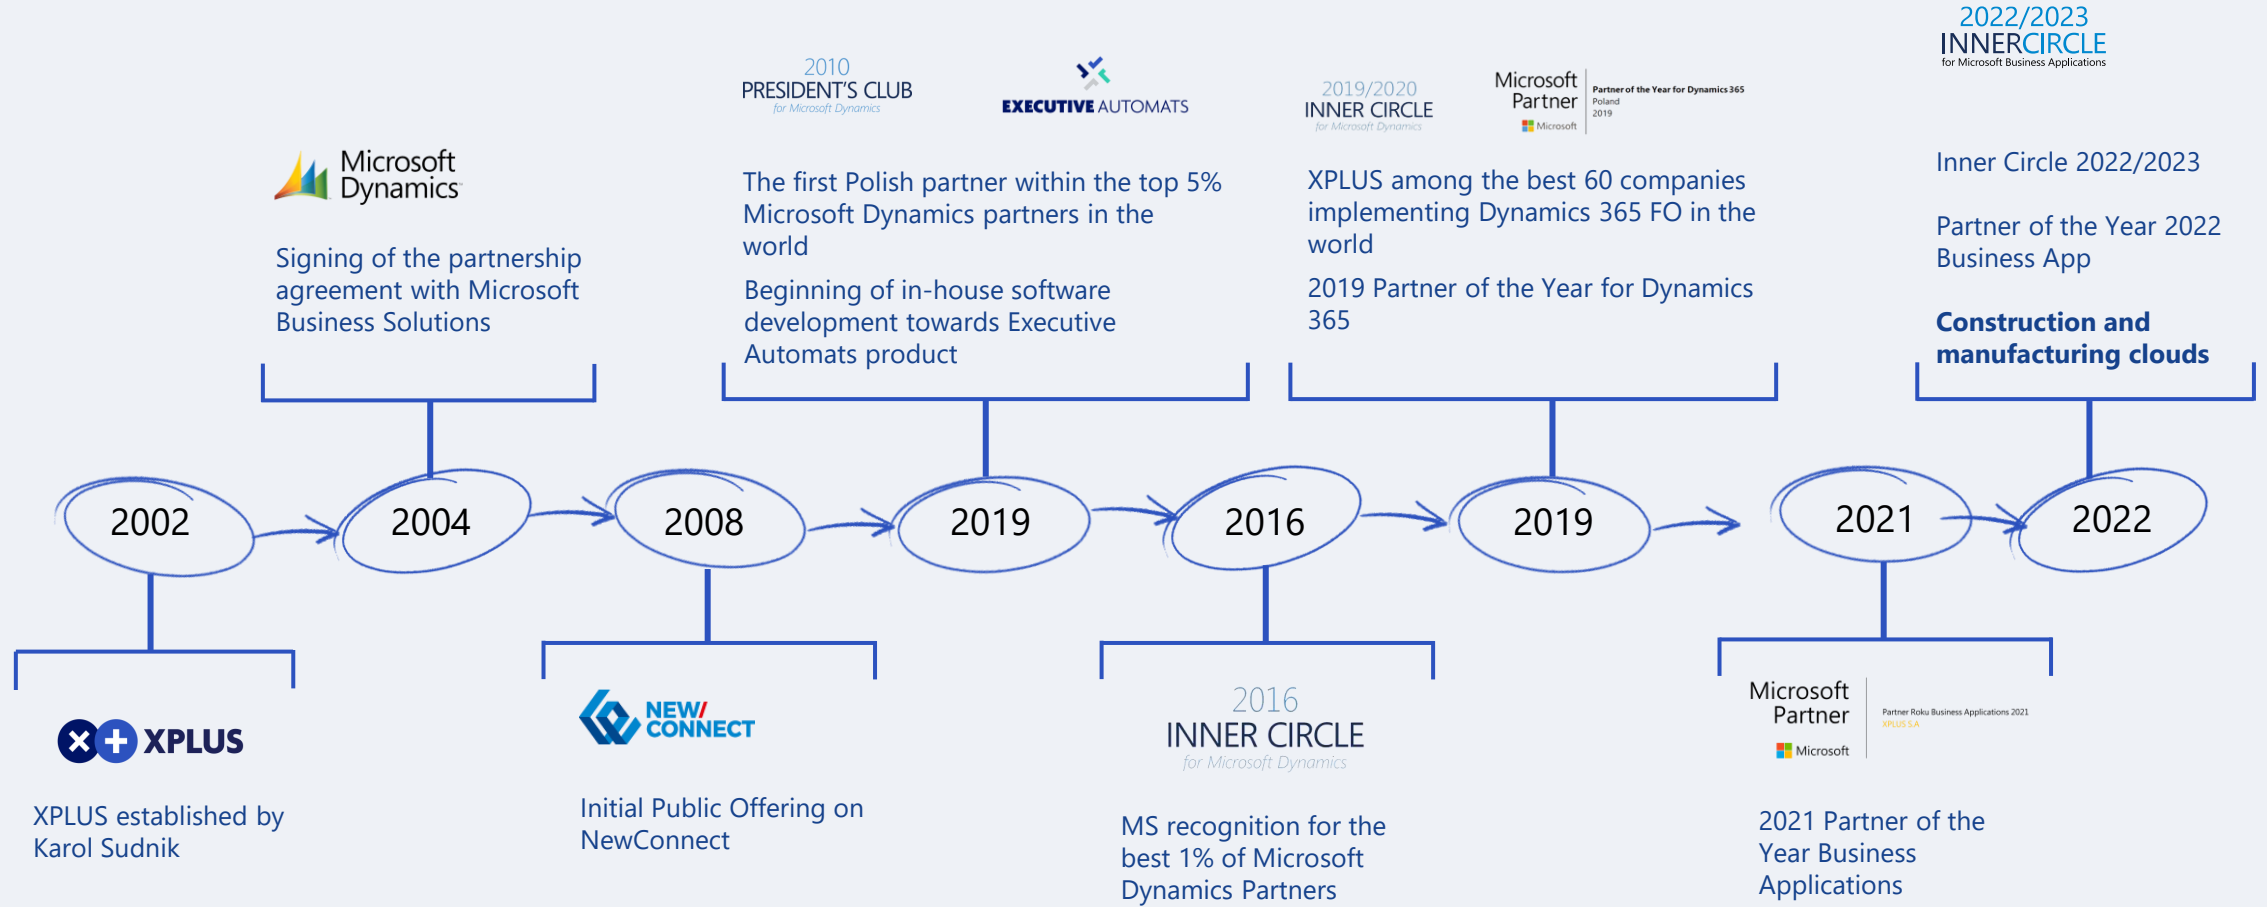 2022/2023
INNERCIRCLE
for Microsoft Business Applications
2010
PRESIDENT'S CLUB
for Microsoft Dynamics
EXECUTIVE AUTOMATS
2019/2020
INNER CIRCLE
for Microsoft Dynamics
Microsoft
Partner
Microsoft
Partner of the Year for Dynamics 365
Poland
2019
Microsoft
Dynamics
Signing of the partnership
agreement with Microsoft
Business Solutions
The first Polish partner within the top 5%
Microsoft Dynamics partners in the
world
Beginning of in-house software
development towards Executive
Automats product
XPLUS among the best 60 companies
implementing Dynamics 365 FO in the
world
2019 Partner of the Year for Dynamics
365
Inner Circle 2022/2023
Partner of the Year 2022
Business App
Construction and
manufacturing clouds
2002
2004
2008
2019
2016
2019
2021
2022
XPLUS
XPLUS established by
Karol Sudnik
NEW/
CONNECT
Initial Public Offering on
NewConnect
2016
INNER CIRCLE
for Microsoft Dynamics
MS recognition for the
best 1% of Microsoft
Dynamics Partners
Microsoft
Partner
Microsoft
Partner Roku Business Applications 2021
XPLUS S.A
2021 Partner of the
Year Business
Applications